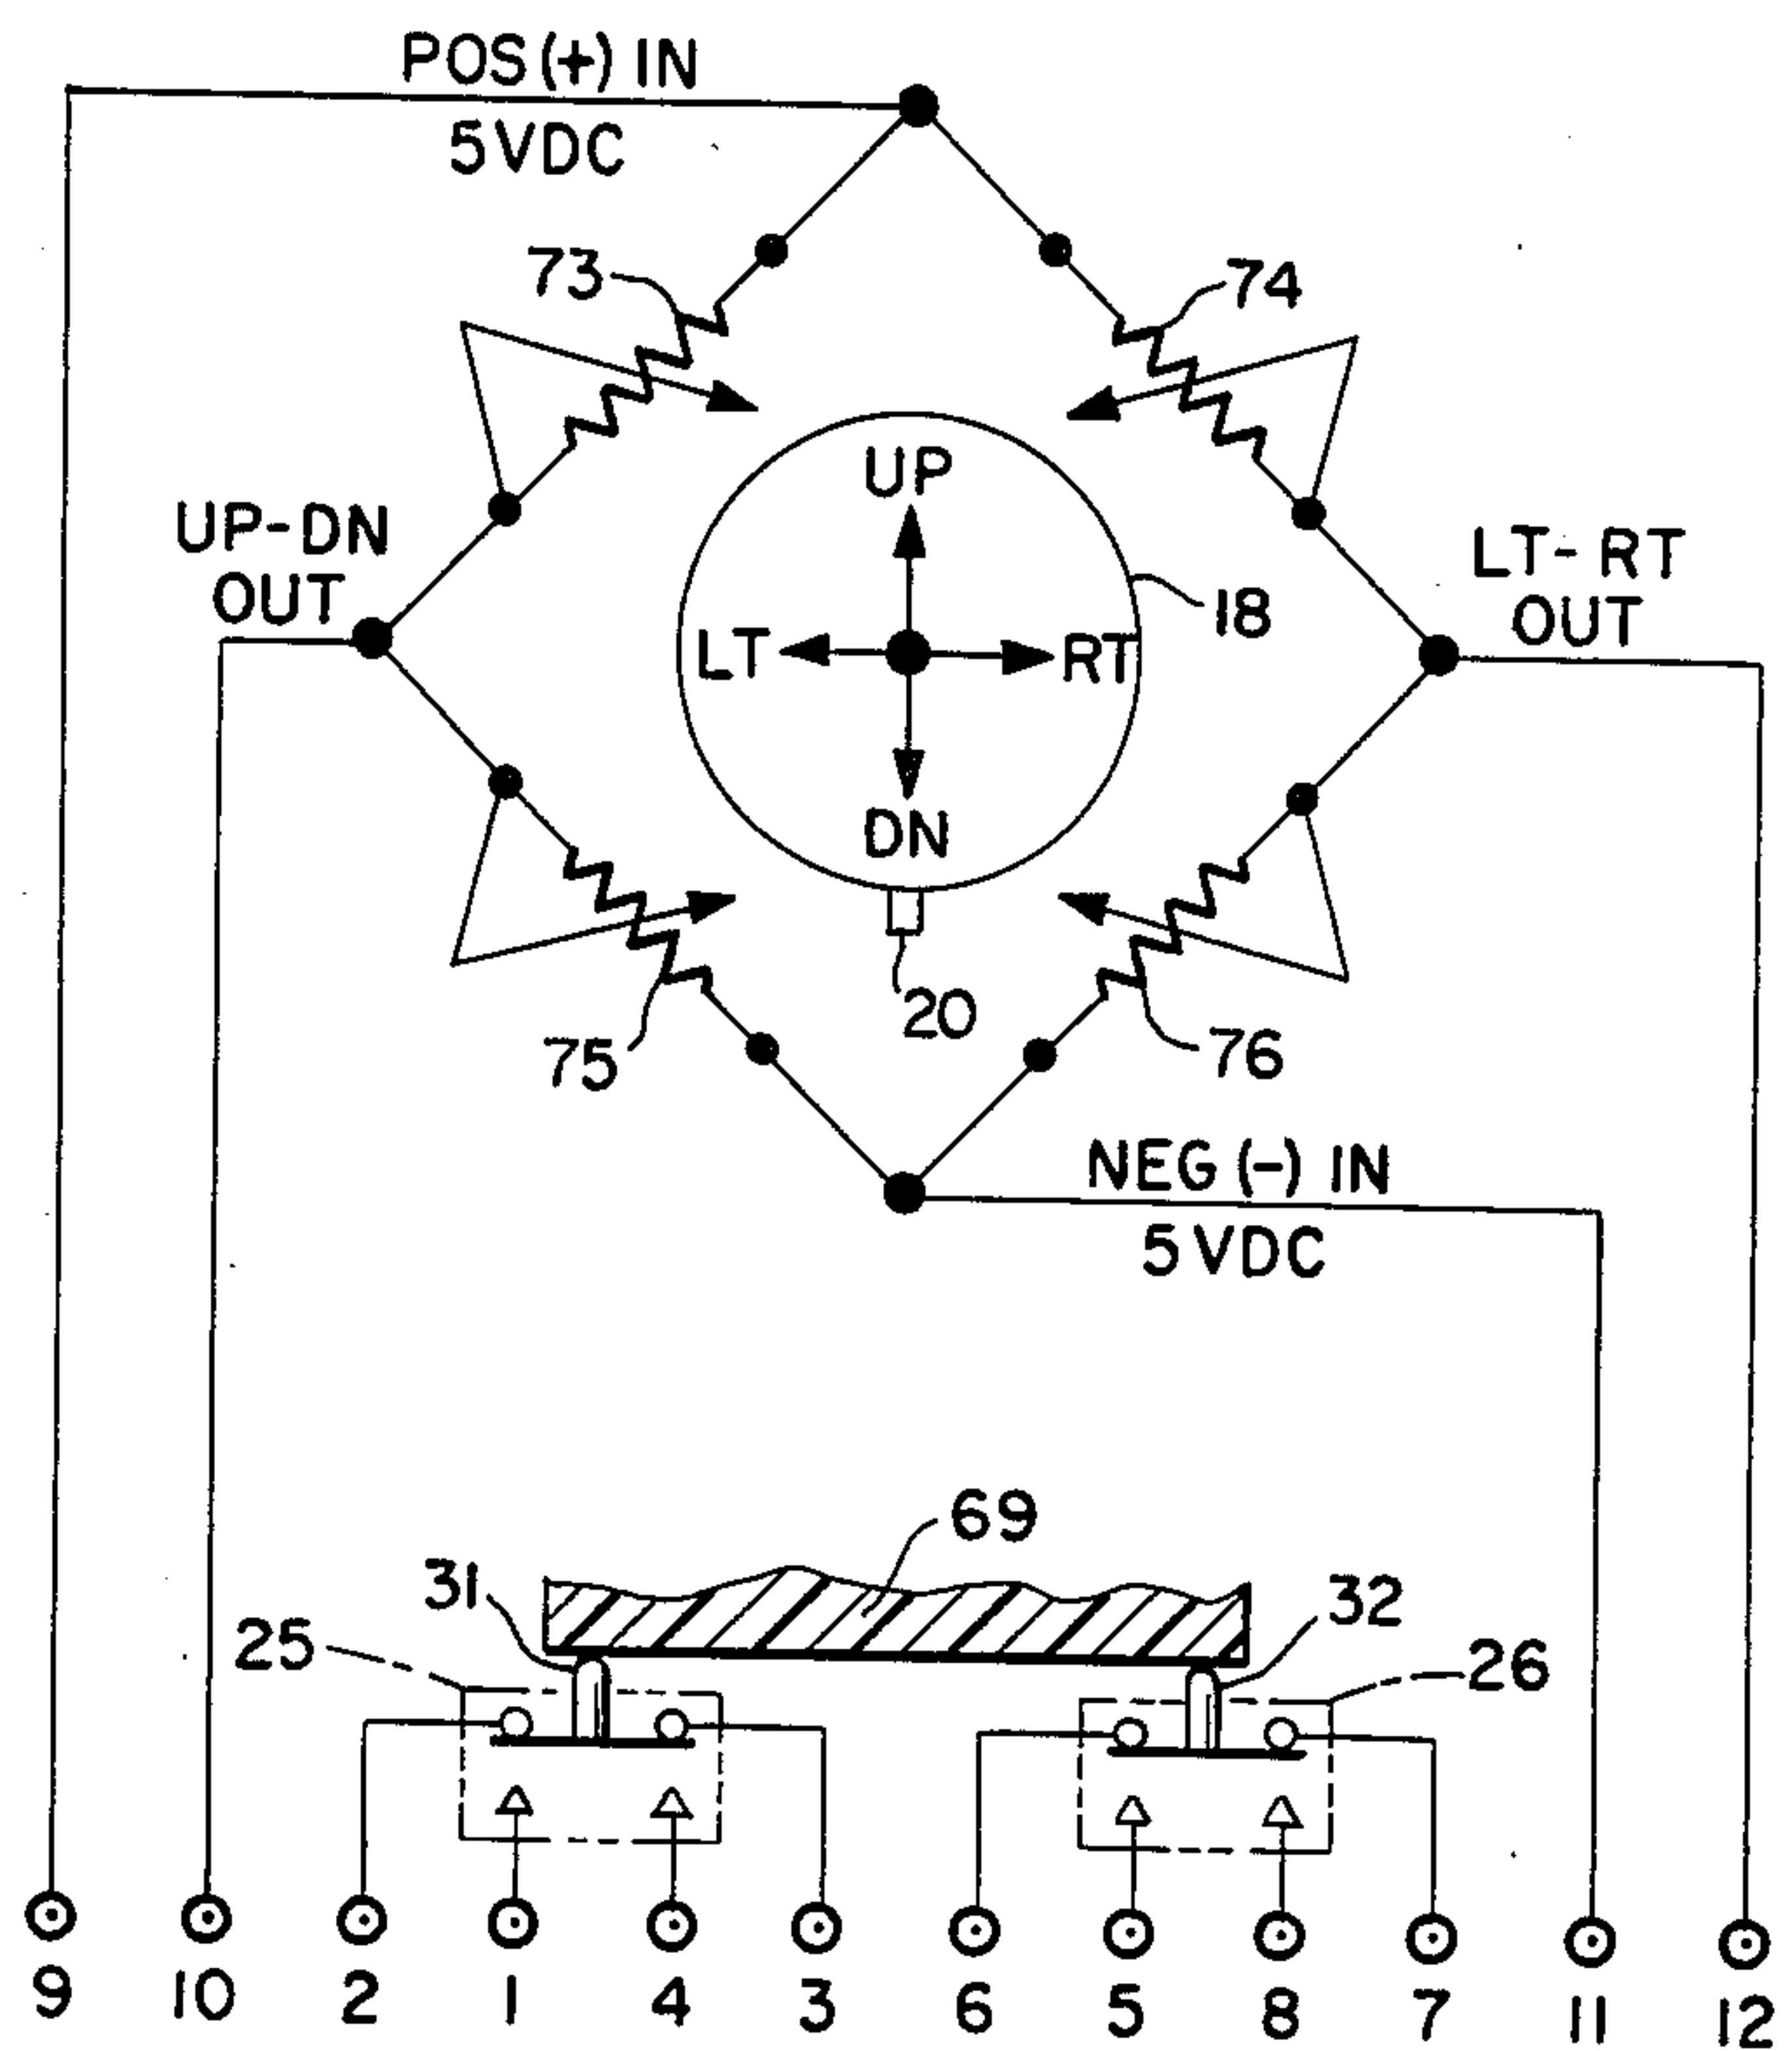 POS (+) IN
5 VDC
73
74
UP
UP-DN
OUT
LT-RT
OUT
18
LT
RT
DN
20
75
76
NEG (-) IN
5 VDC
69
31
32
25
26
9 10 2 1 4 3 6 5 8 7 11 12